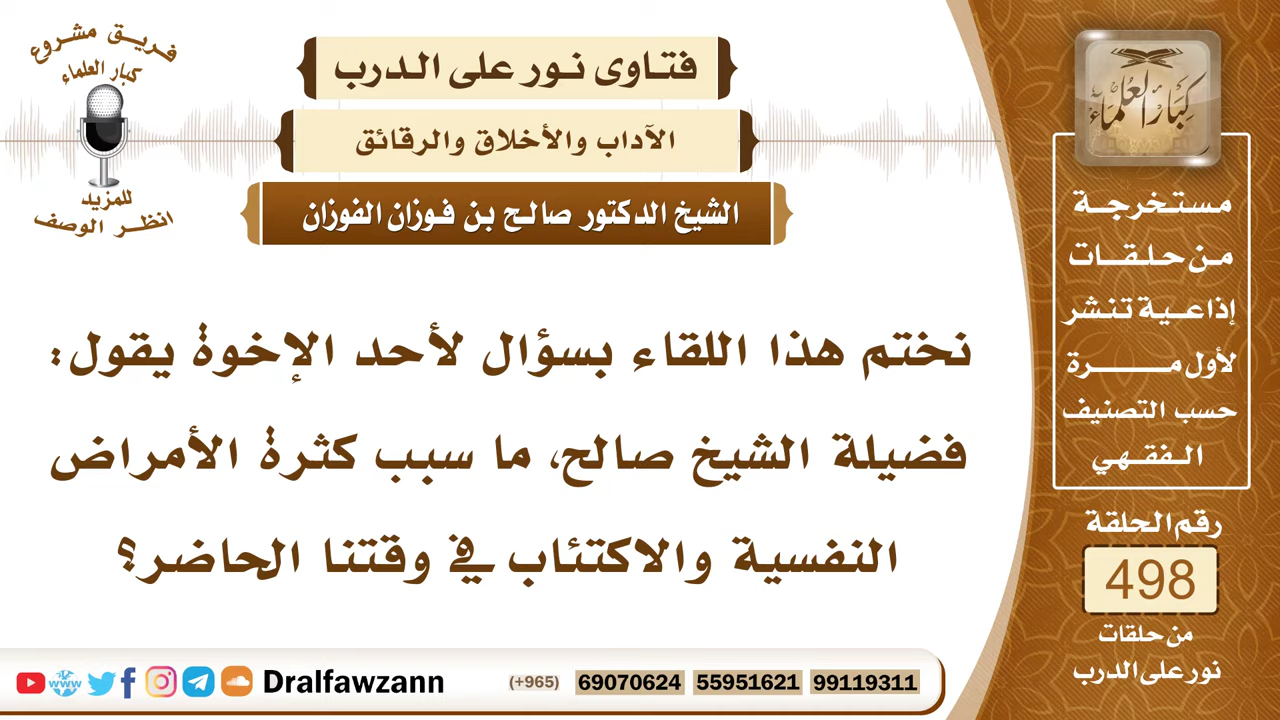 فريق مشروع
كبار العلماء
للمزيد
انظر الوصف
فتاوى نور على الدرب
الآداب والأخلاق والرقائق
الشيخ الدكتور صالح بن فوزان الفوزان
نختم هذا اللقاء بسؤال لأحد الإخوة يقول:
فضيلة الشيخ صالح، ما سبب كثرة الأمراض
النفسية والاكتئاب في وقتنا الحاضر؟
كبار العلماء
مستخرجة
من حلقات
إذاعية تنشر
لأول مرة
حسب التصنيف
الفقهي
رقم الحلقة
498
من حلقات
نور على الدرب
www
Dralfawzann
(+965) 69070624 55951621 99119311